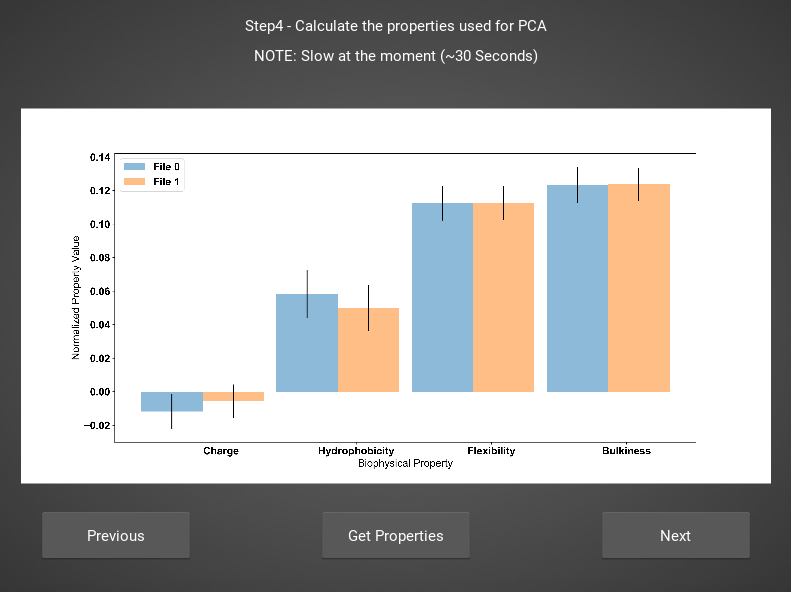 Step4 - Calculate the properties used for PCA
NOTE: Slow at the moment (~30 Seconds)
File 0
File 1
0.14
0.12
0.10
0.08
0.06
0.04
0.02
0.00
−0.02
Normalized Property Value
Charge Hydrophobicity Flexibility Bulkiness
Biophysical Property
Previous Get Properties Next